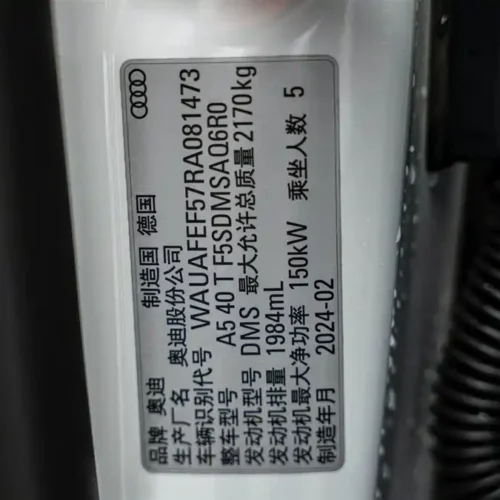 品牌 奥迪 制造国 德国
生产厂名 奥迪股份公司
车辆识别代号 WAUAFEF57RA081473
整车型号 A5 40 T F5SDMSAQ6R0
发动机型号 DMS 最大允许总质量 2170kg
发动机排量 1984mL
发动机最大净功率 150kW 乘坐人数 5
制造年月 2024-02